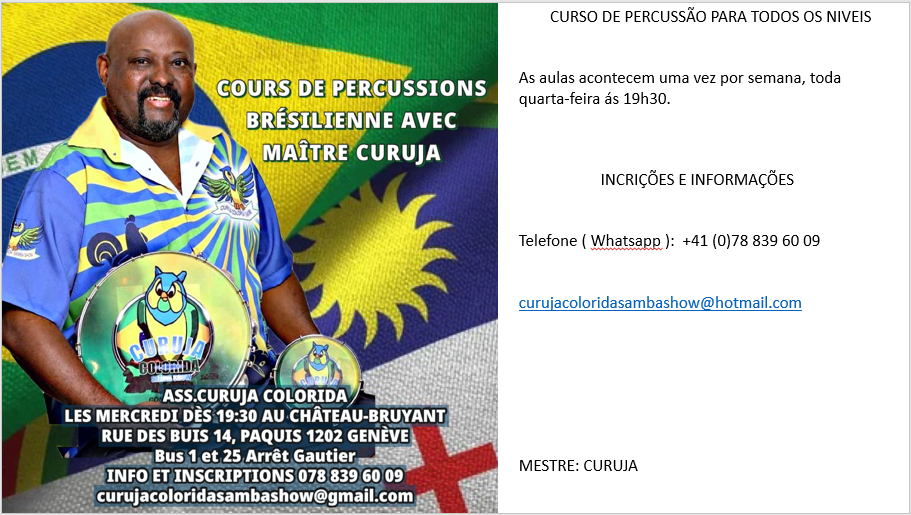 COURS DE PERCUSSIONS
BRÉSILIENNE AVEC
MAÎTRE CURUJA
EM
CURUJA
COLORIDA
CURUJA
ASS.CURUJA COLORIDA
LES MERCREDI DÈS 19:30 AU CHÂTEAU-BRUYANT
RUE DES BUIS 14, PAQUIS 1202 GENÈVE
Bus 1 et 25 Arrêt Gautier
INFO ET INSCRIPTIONS 078 839 60 09
curujacoloridasambashow@gmail.com
CURSO DE PERCUSSÃO PARA TODOS OS NIVEIS
As aulas acontecem uma vez por semana, toda
quarta-feira ás 19h30.
INCRIÇÕES E INFORMAÇÕES
Telefone ( Whatsapp ):  +41 (0)78 839 60 09
curujacoloridasambashow@hotmail.com
MESTRE: CURUJA